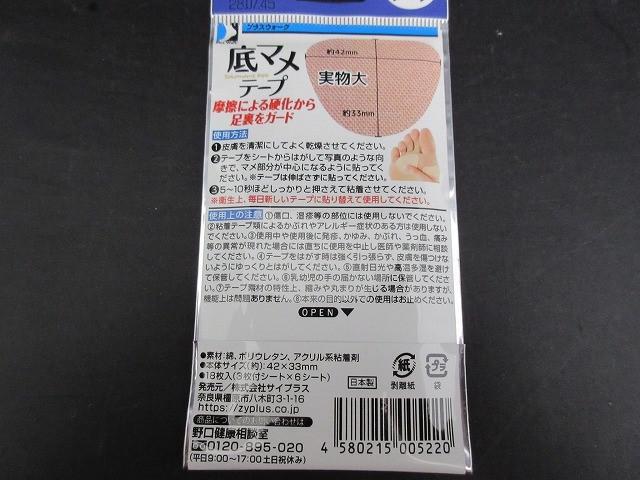 28.07.45
プラスウォーク
底マメ
テープ
約42mm
実物大
約33mm
摩擦による硬化から
足裏をガード
使用方法
❶皮膚を清潔にしてよく乾燥させてください。
❷テープをシートからはがして写真のような向
きで、マメ部分が中心になるように貼ってく
ださい。※テープは伸ばさずに貼ってください。
❸5~10秒ほどしっかりと押さえて粘着させてください。
※衛生上、毎日新しいテープに貼り替えて使用してください。
使用上の注意 ①傷口、湿疹等の部位には使用しないでください。
②粘着テープ類によるかぶれやアレルギー症状のある方は使用しない
でください。③使用中や使用後に発疹、かゆみ、かぶれ、うっ血、痛み
等の異常が現れた場合には直ちに使用を中止し医師や薬剤師に相談
してください。④テープをはがす時は強く引っ張らず、皮膚を傷つけな
いようにゆっくりとはがしてください。⑤直射日光や高温多湿を避け
て保管してください。⑥乳幼児の手の届かない場所に保管してくださ
い。⑦テープ素材の特性上、縮みや丸まりが生じる場合がありますが、
機能上は問題ありません。⑧本来の目的以外での使用はお止めください。
OPEN ▼
●素材:綿、ポリウレタン、アクリル系粘着剤
●本体サイズ(約):42×33mm
●18枚入(3枚付シート×6シート)
発売元/株式会社サイプラス
奈良県橿原市八木町3-1-16
https://zyplus.co.jp
日本製
紙
剥離紙
プラ
袋
商品についてのお問い合わせは
野口健康相談室
0120-895-020
(平日9:00~17:00土日祝休み)
4 580215 005220